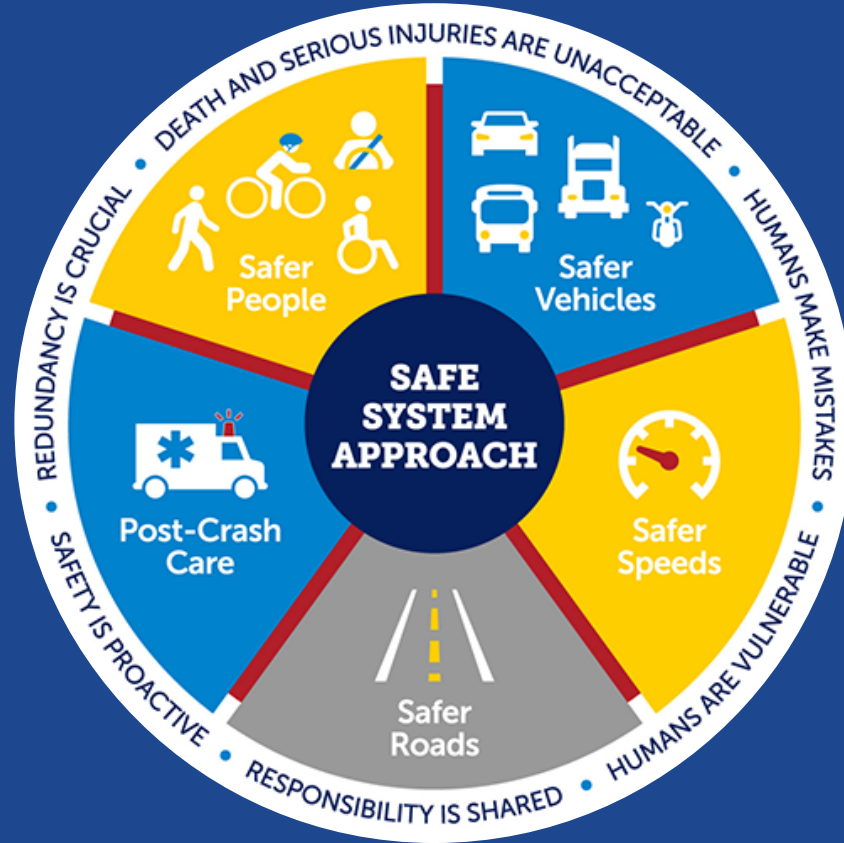 DEATH AND SERIOUS INJURIES ARE UNACCEPTABLE
HUMANS MAKE MISTAKES
HUMANS ARE VULNERABLE
RESPONSIBILITY IS SHARED
SAFETY IS PROACTIVE
REDUNDANCY IS CRUCIAL
Safer
People
Safer
Vehicles
SAFE
SYSTEM
APPROACH
Post-Crash
Care
Safer
Speeds
Safer
Roads